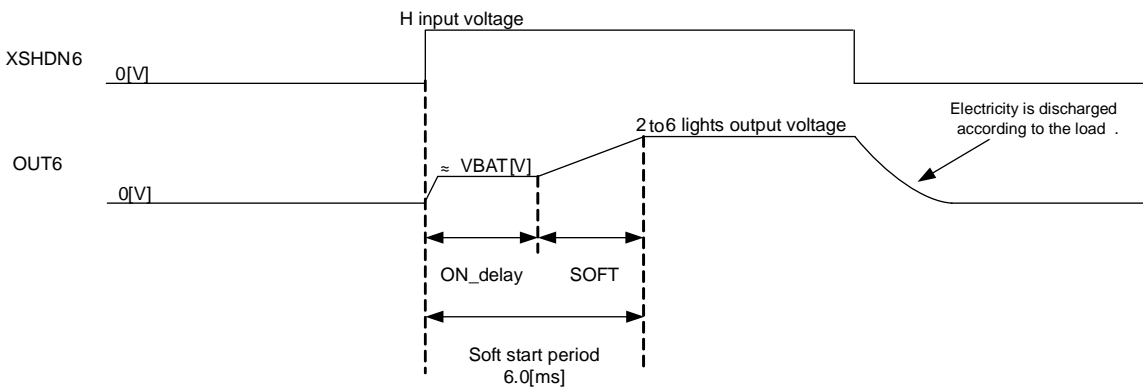 H input voltage
XSHDN6
0[V]
Electricity is discharged
according to the load .
2 to 6 lights output voltage
OUT6
≈ VBAT[V]
0[V]
ON_delay
SOFT
Soft start period
6.0[ms]